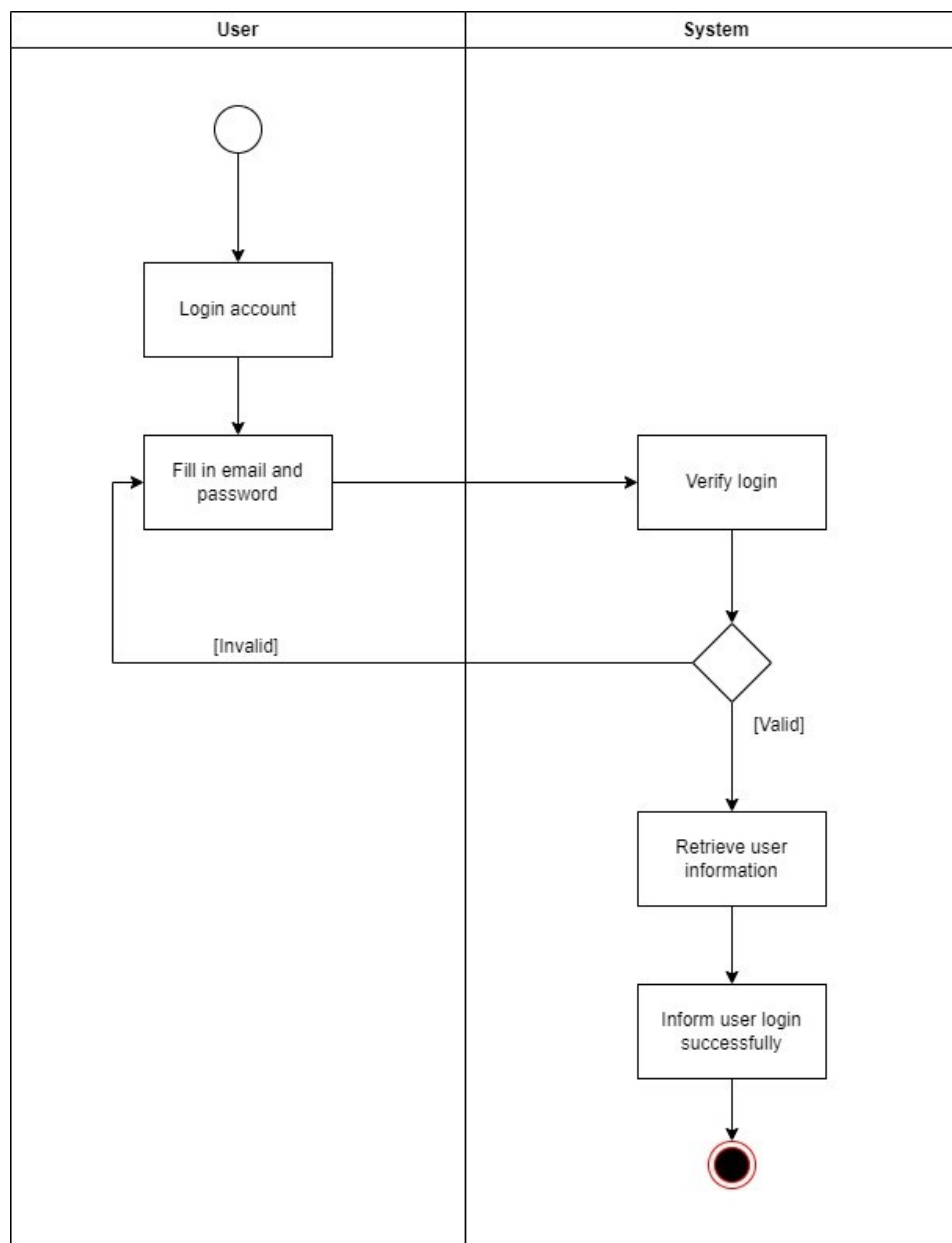 User
System
Login account
Fill in email and
password
Verify login
[Invalid]
[Valid]
Retrieve user
information
Inform user login
successfully